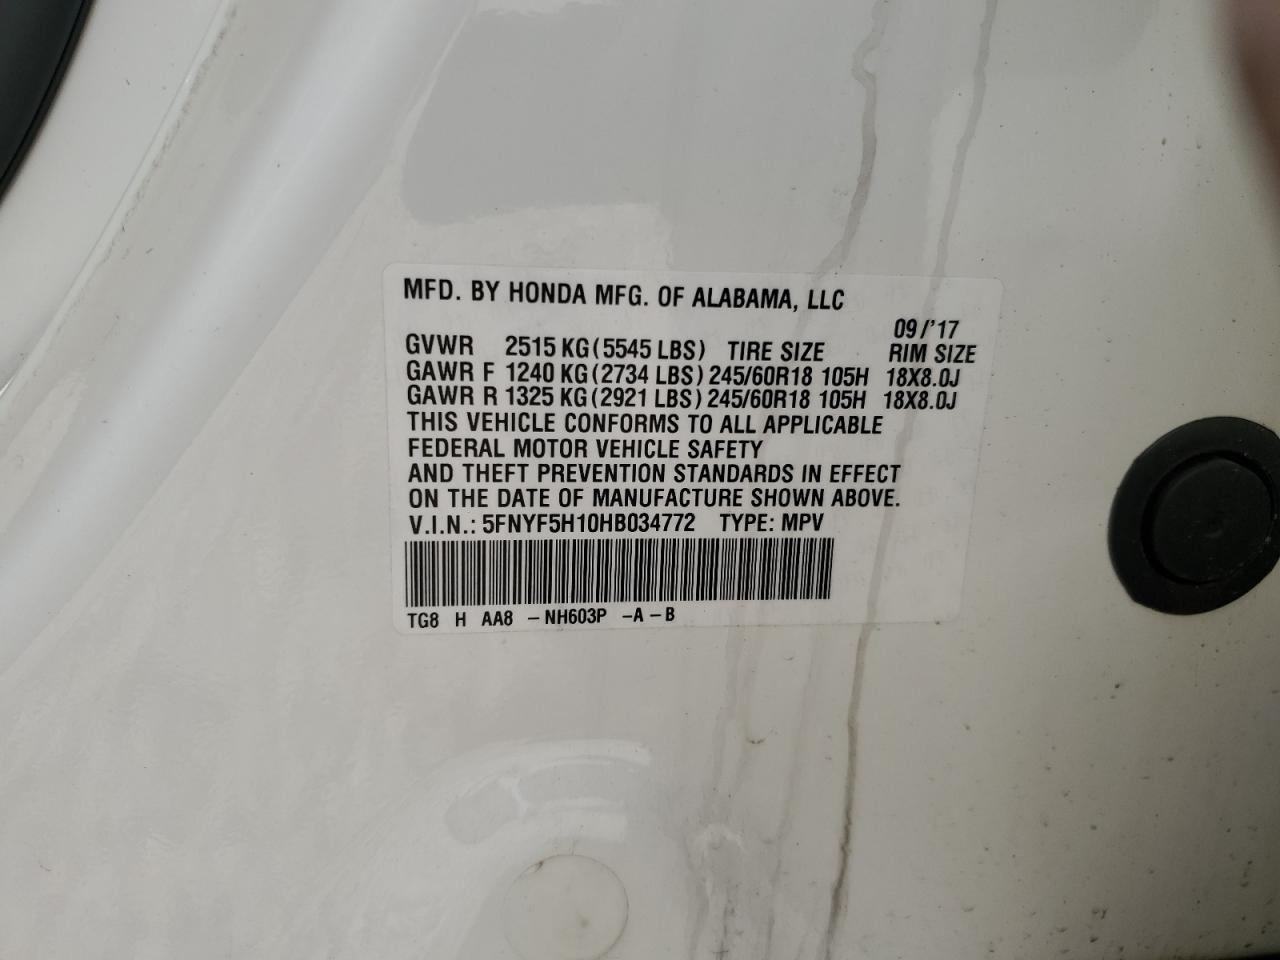 MFD. BY HONDA MFG. OF ALABAMA, LLC
09/'17
GVWR 2515 KG (5545 LBS) TIRE SIZE RIM SIZE
GAWR F 1240 KG (2734 LBS) 245/60R18 105H 18X8.0J
GAWR R 1325 KG (2921 LBS) 245/60R18 105H 18X8.0J
THIS VEHICLE CONFORMS TO ALL APPLICABLE
FEDERAL MOTOR VEHICLE SAFETY
AND THEFT PREVENTION STANDARDS IN EFFECT
ON THE DATE OF MANUFACTURE SHOWN ABOVE.
V.I.N.: 5FNYF5H10HB034772 TYPE: MPV
TG8 H AA8 – NH603P – A – B